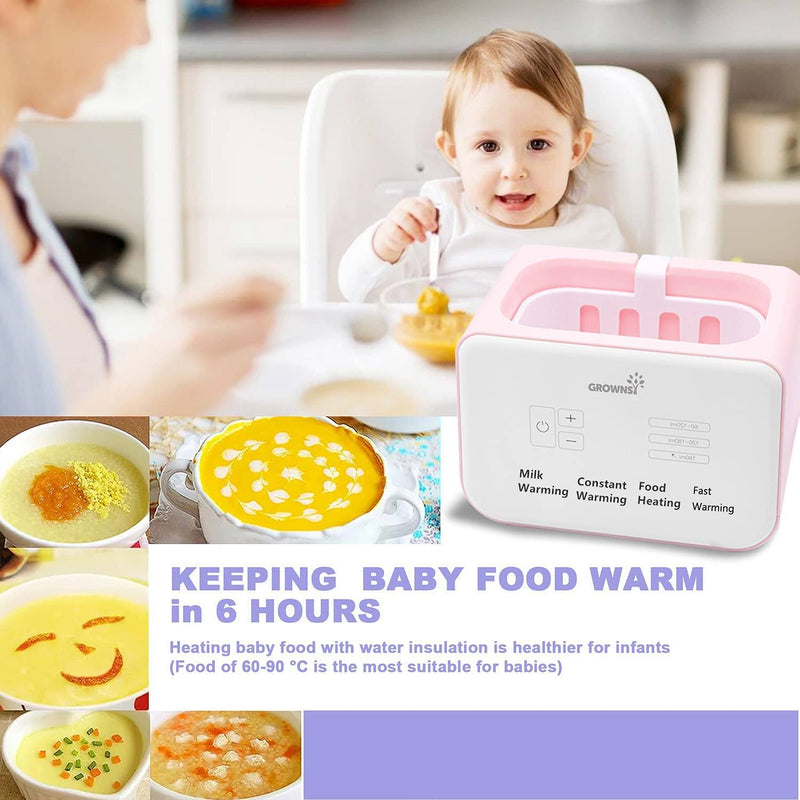 GROWNSY
+
−
Milk Warming
Constant Warming
Food Heating
Fast Warming
KEEPING BABY FOOD WARM
in 6 HOURS
Heating baby food with water insulation is healthier for infants
(Food of 60-90 °C is the most suitable for babies)